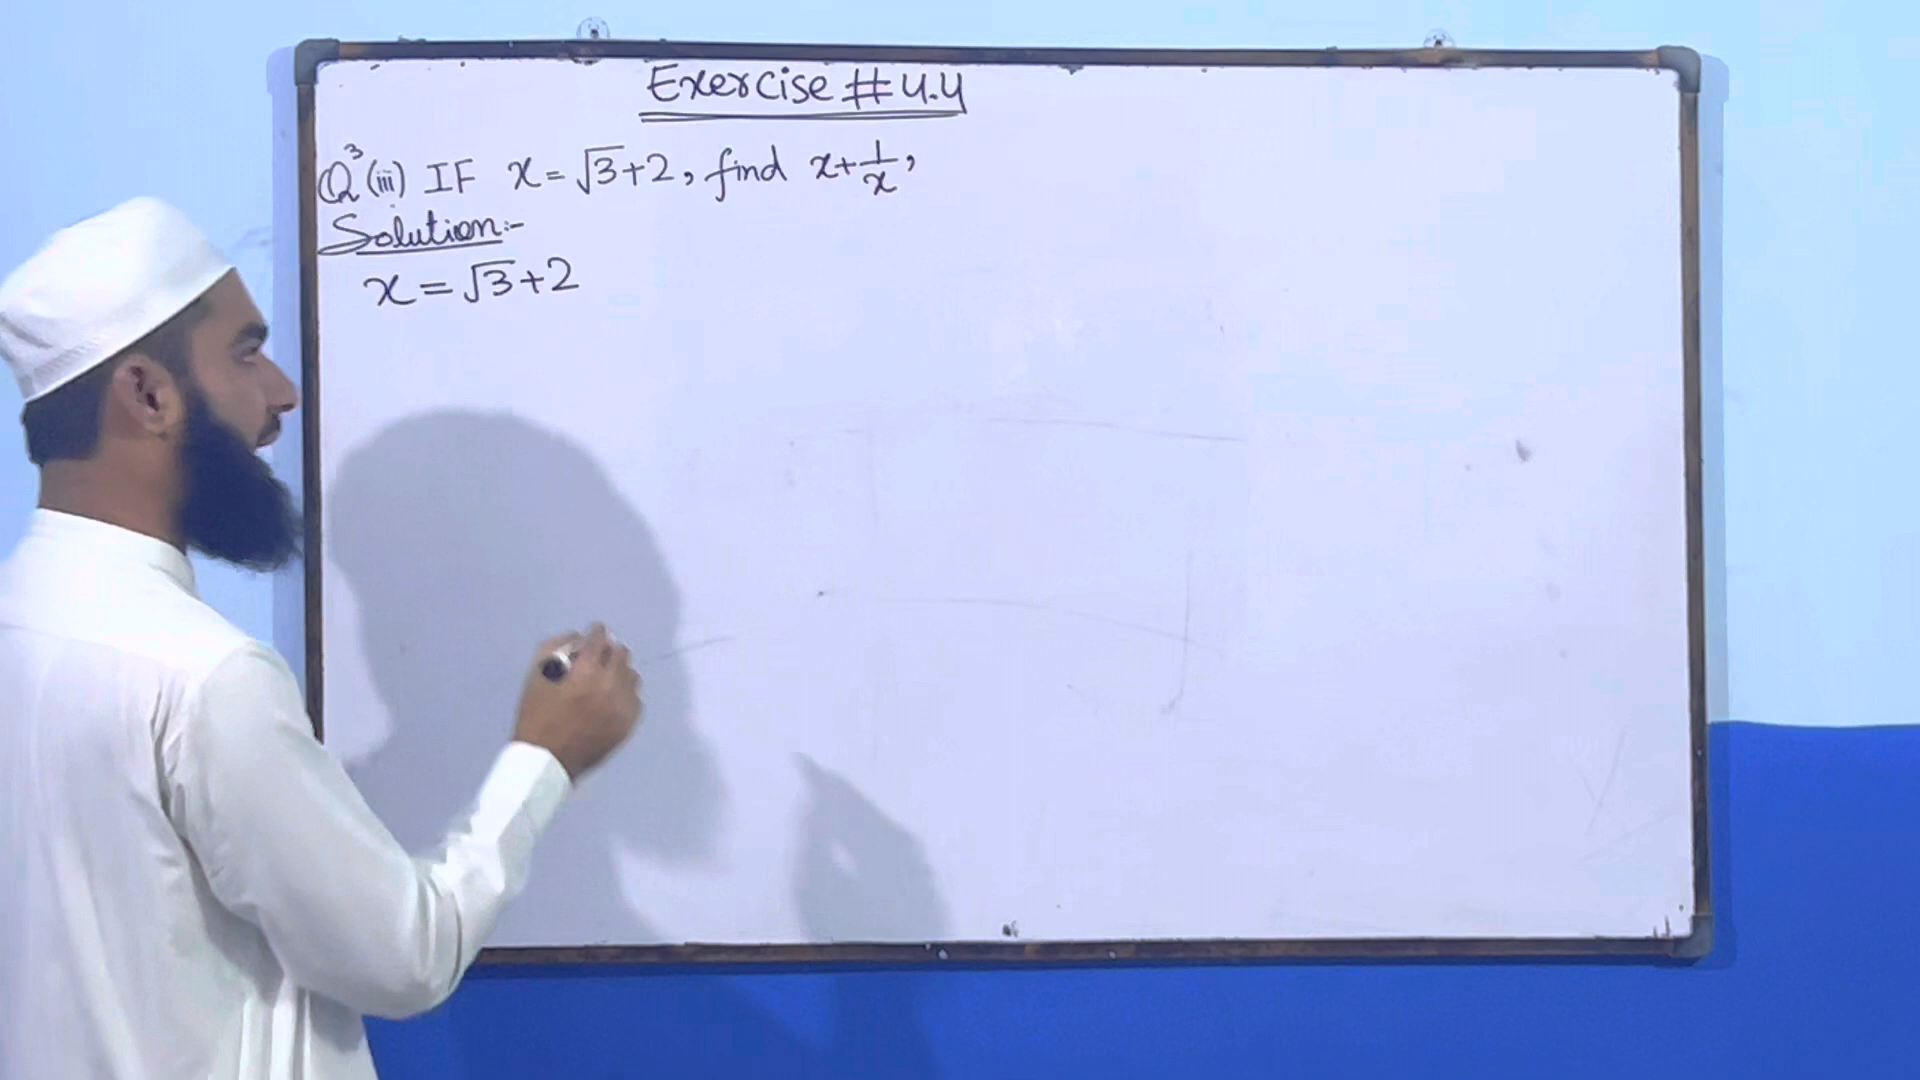 Exercise # 4.4
Q3 (iii) IF x = √3+2, find x+1/x,
Solution:-
x = √3+2